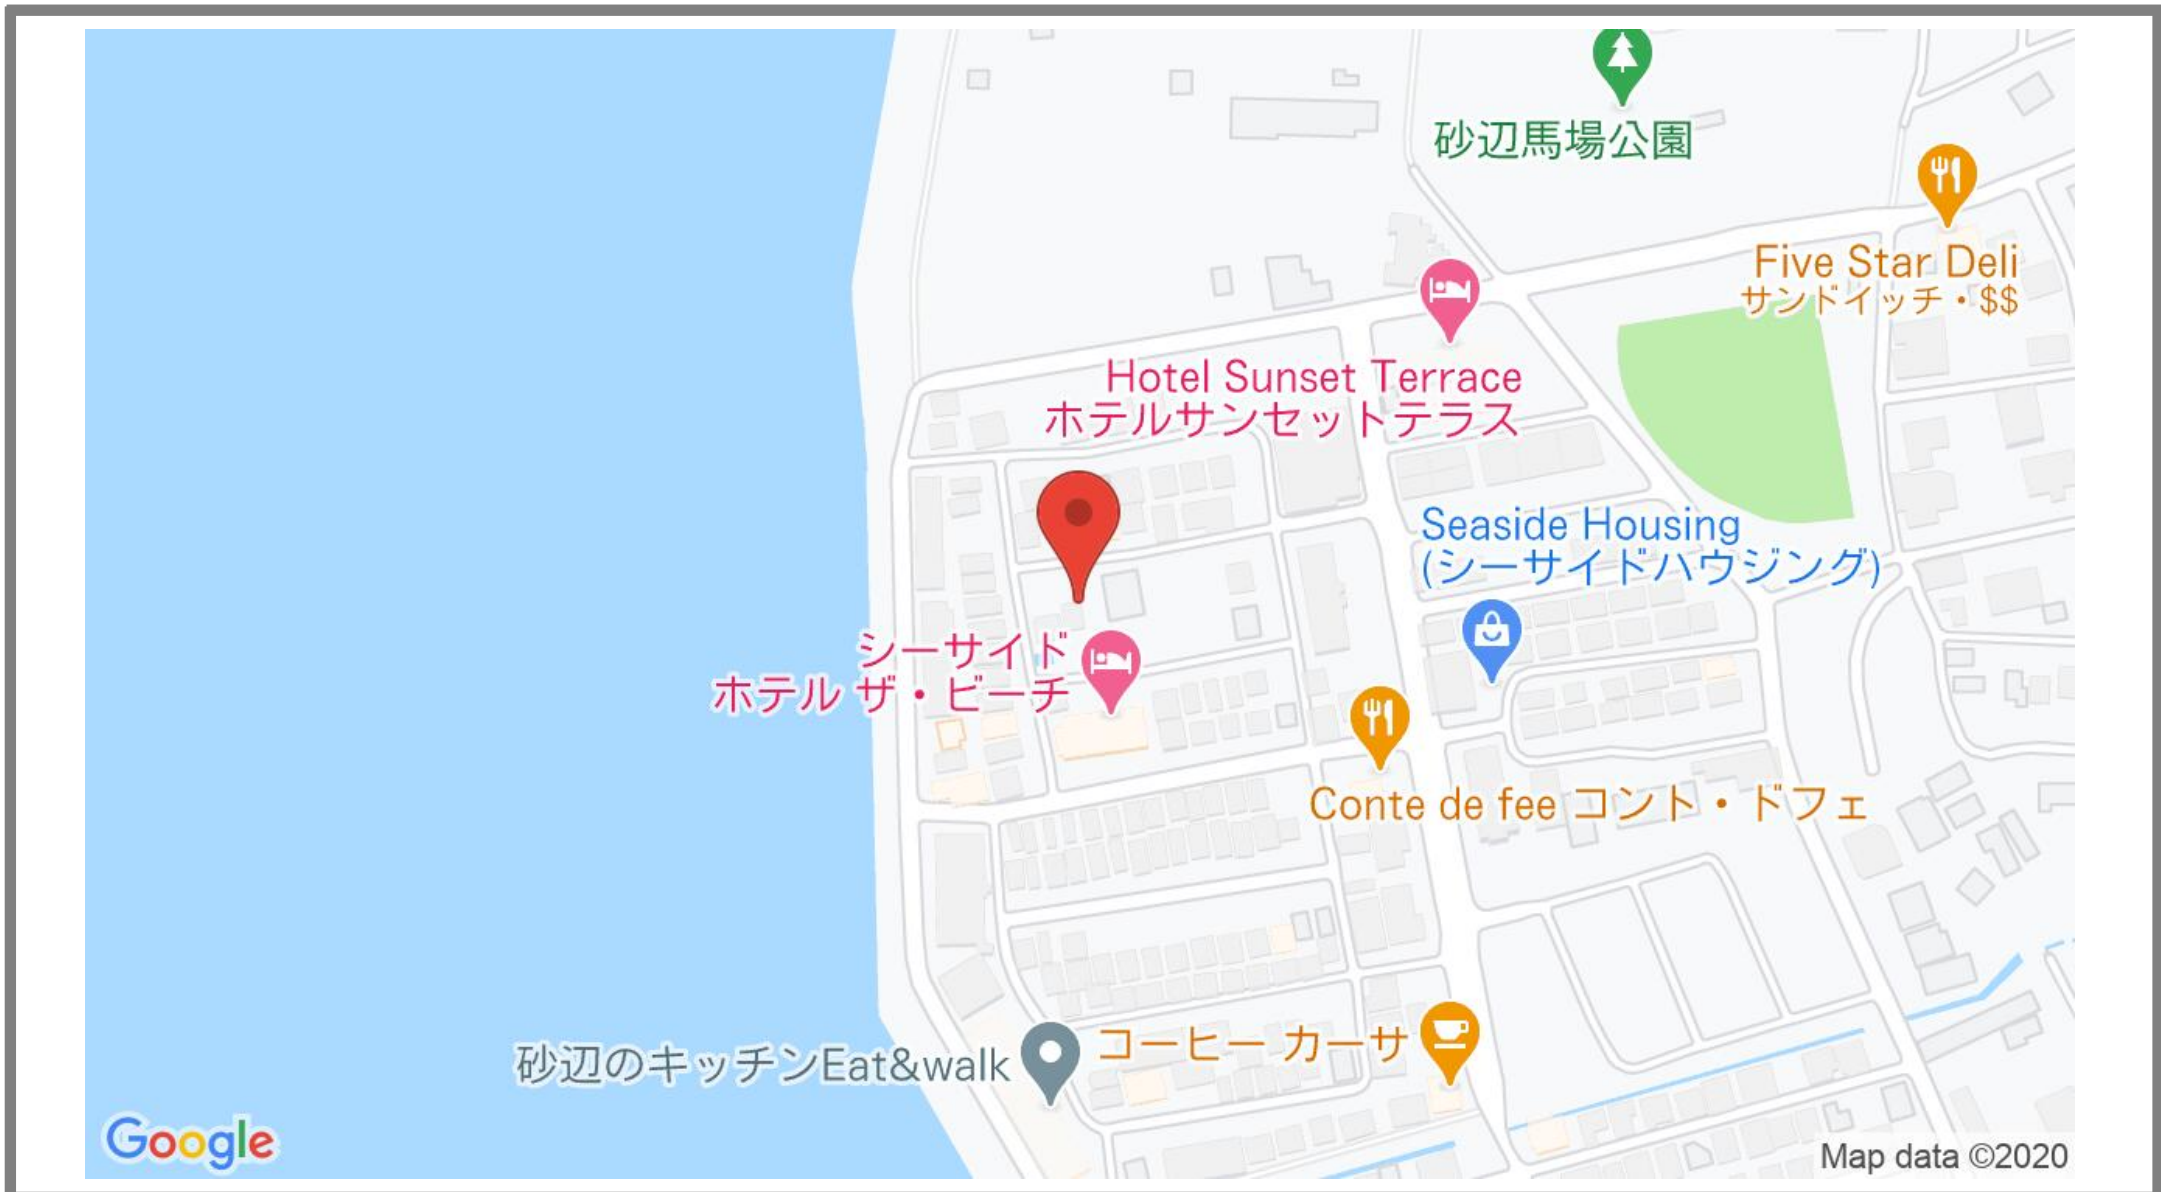 砂辺馬場公園
Five Star Deli
サンドイッチ・$$
Hotel Sunset Terrace
ホテルサンセットテラス
Seaside Housing
(シーサイドハウジング)
シーサイド
ホテル ザ・ビーチ
Conte de fee コント・ドフェ
コーヒー カーサ
砂辺のキッチンEat&walk
Google
Map data ©2020